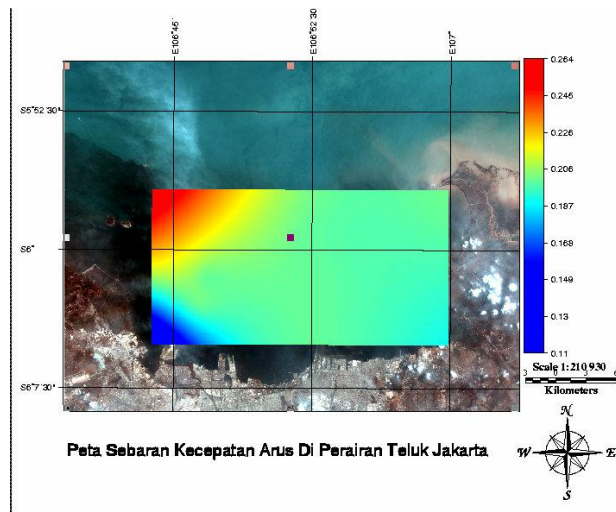 E106°45'
E106°52'30"
E107°
S5°52'30"
S6°
S6°7'30"
0.264
0.245
0.226
0.206
0.187
0.168
0.149
0.13
0.11
Scale 1:210 930
3 0 3 6
Kilometers
Peta Sebaran Kecepatan Arus Di Perairan Teluk Jakarta
N
W E
S